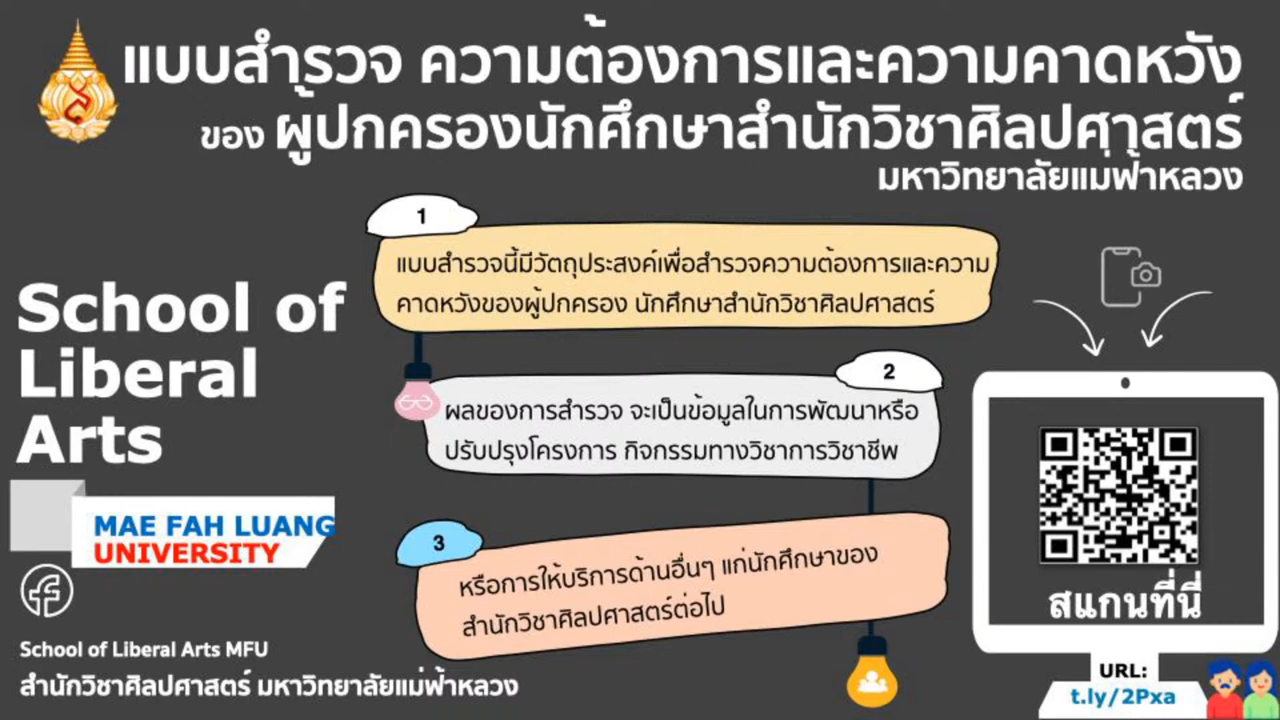 แบบสำรวจ ความต้องการและความคาดหวัง
ของ ผู้ปกครองนักศึกษาสำนักวิชาศิลปศาสตร์
มหาวิทยาลัยแม่ฟ้าหลวง
School of
Liberal
Arts
MAE FAH LUANG
UNIVERSITY
School of Liberal Arts MFU
สำนักวิชาศิลปศาสตร์ มหาวิทยาลัยแม่ฟ้าหลวง
1
แบบสำรวจนี้มีวัตถุประสงค์เพื่อสำรวจความต้องการและความ
คาดหวังของผู้ปกครอง นักศึกษาสำนักวิชาศิลปศาสตร์
2
ผลของการสำรวจ จะเป็นข้อมูลในการพัฒนาหรือ
ปรับปรุงโครงการ กิจกรรมทางวิชาการวิชาชีพ
3
หรือการให้บริการด้านอื่นๆ แก่นักศึกษาของ
สำนักวิชาศิลปศาสตร์ต่อไป
สแกนที่นี่
URL:
t.ly/2Pxa